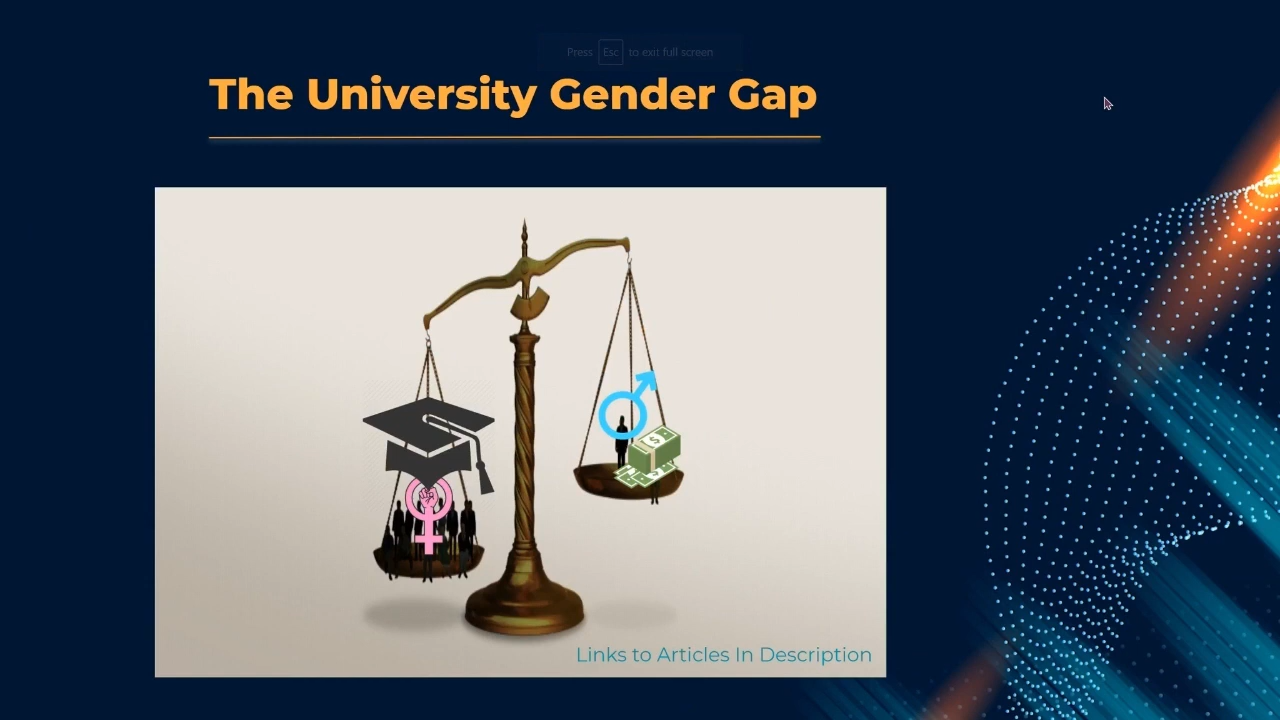 Press Esc to exit full screen
The University Gender Gap
Links to Articles In Description